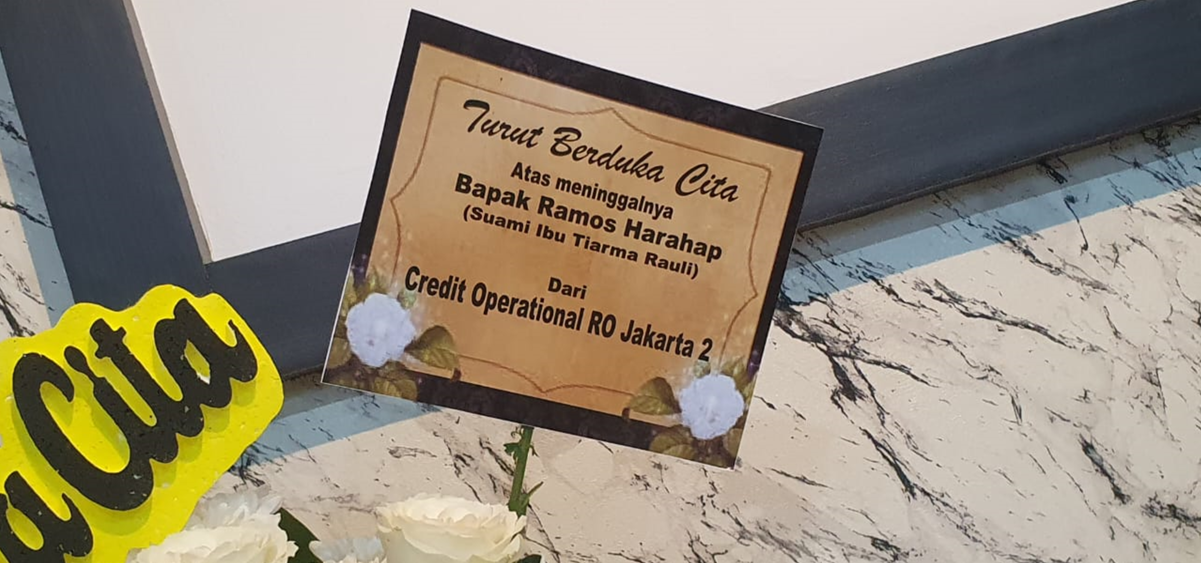 Turut Berduka Cita
Atas meninggalnya
Bapak Ramos Harahap
(Suami Ibu Tiarma Rauli)
Dari
Credit Operational RO Jakarta 2
a Cita